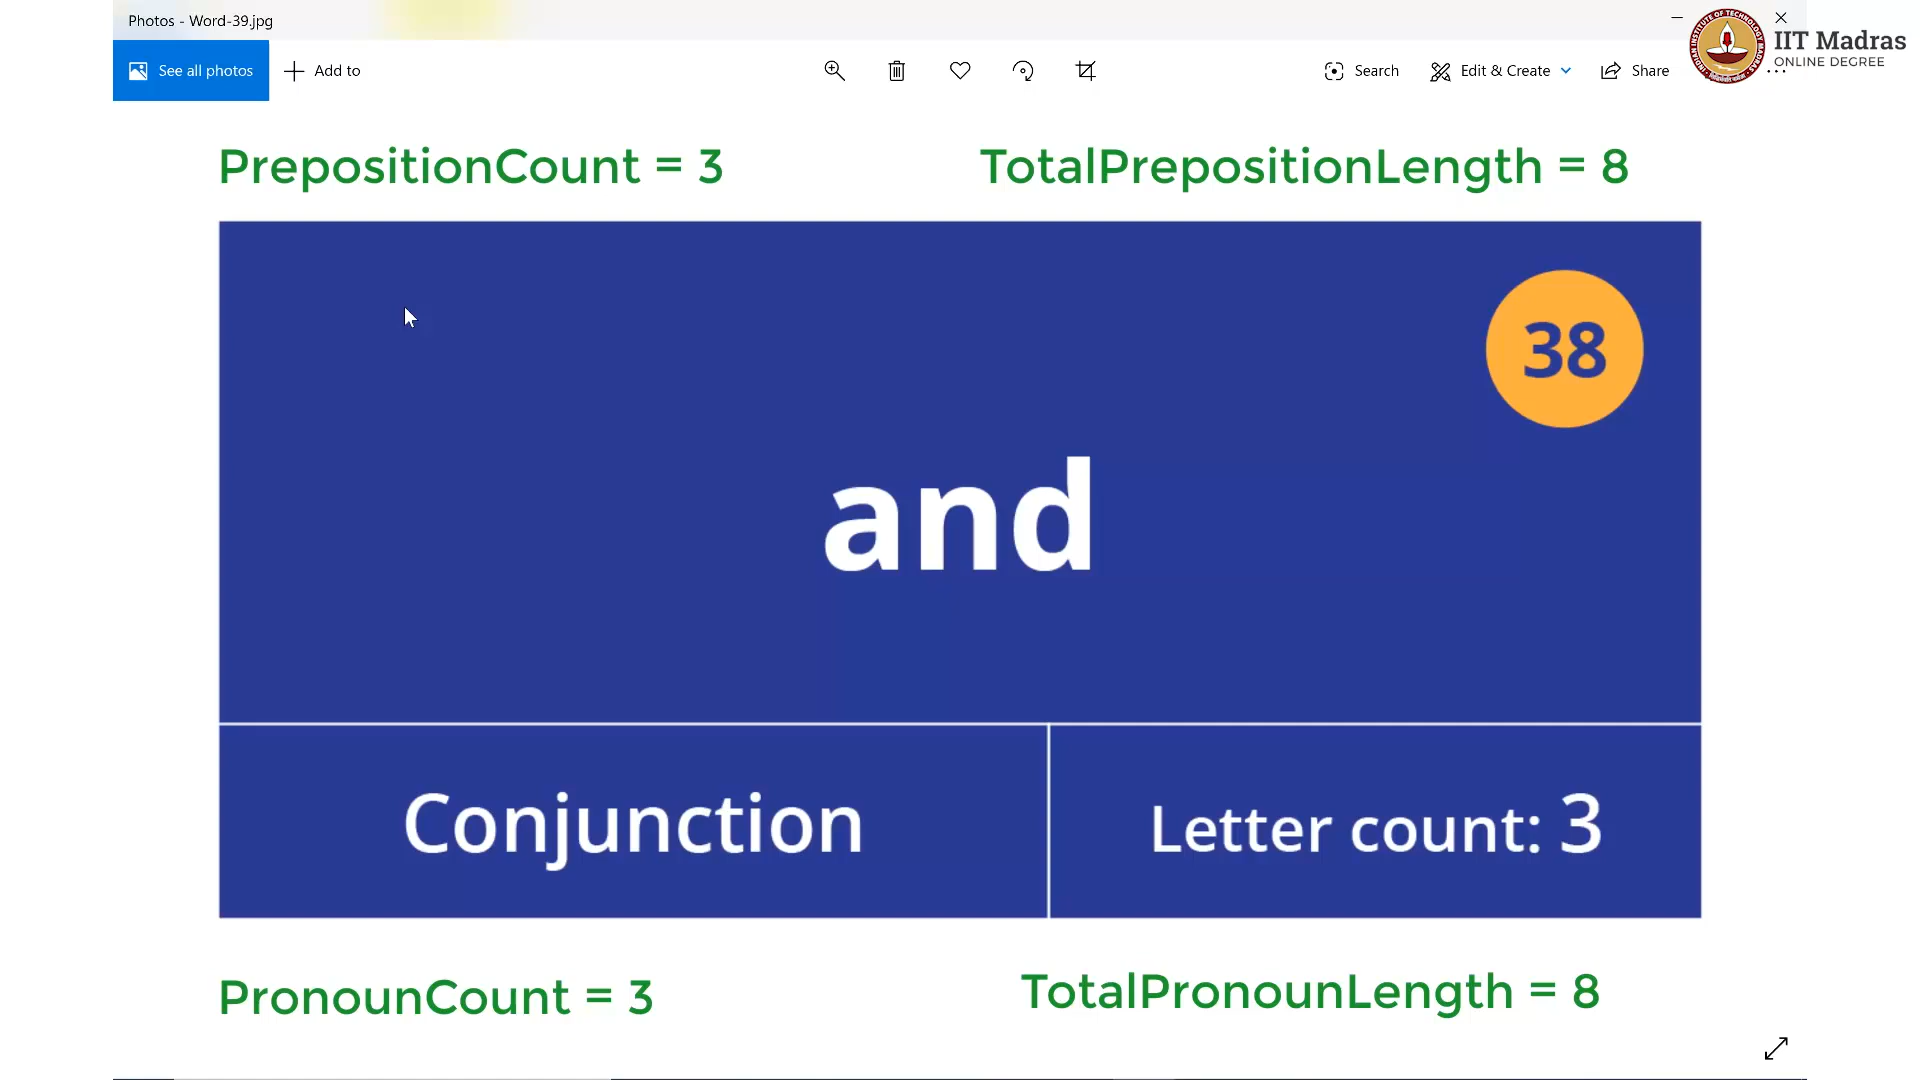 Photos - Word-39.jpg
See all photos
Add to
Search
Edit & Create
Share
IIT Madras
ONLINE DEGREE
PrepositionCount = 3
TotalPrepositionLength = 8
38
and
Conjunction
Letter count: 3
PronounCount = 3
TotalPronounLength = 8